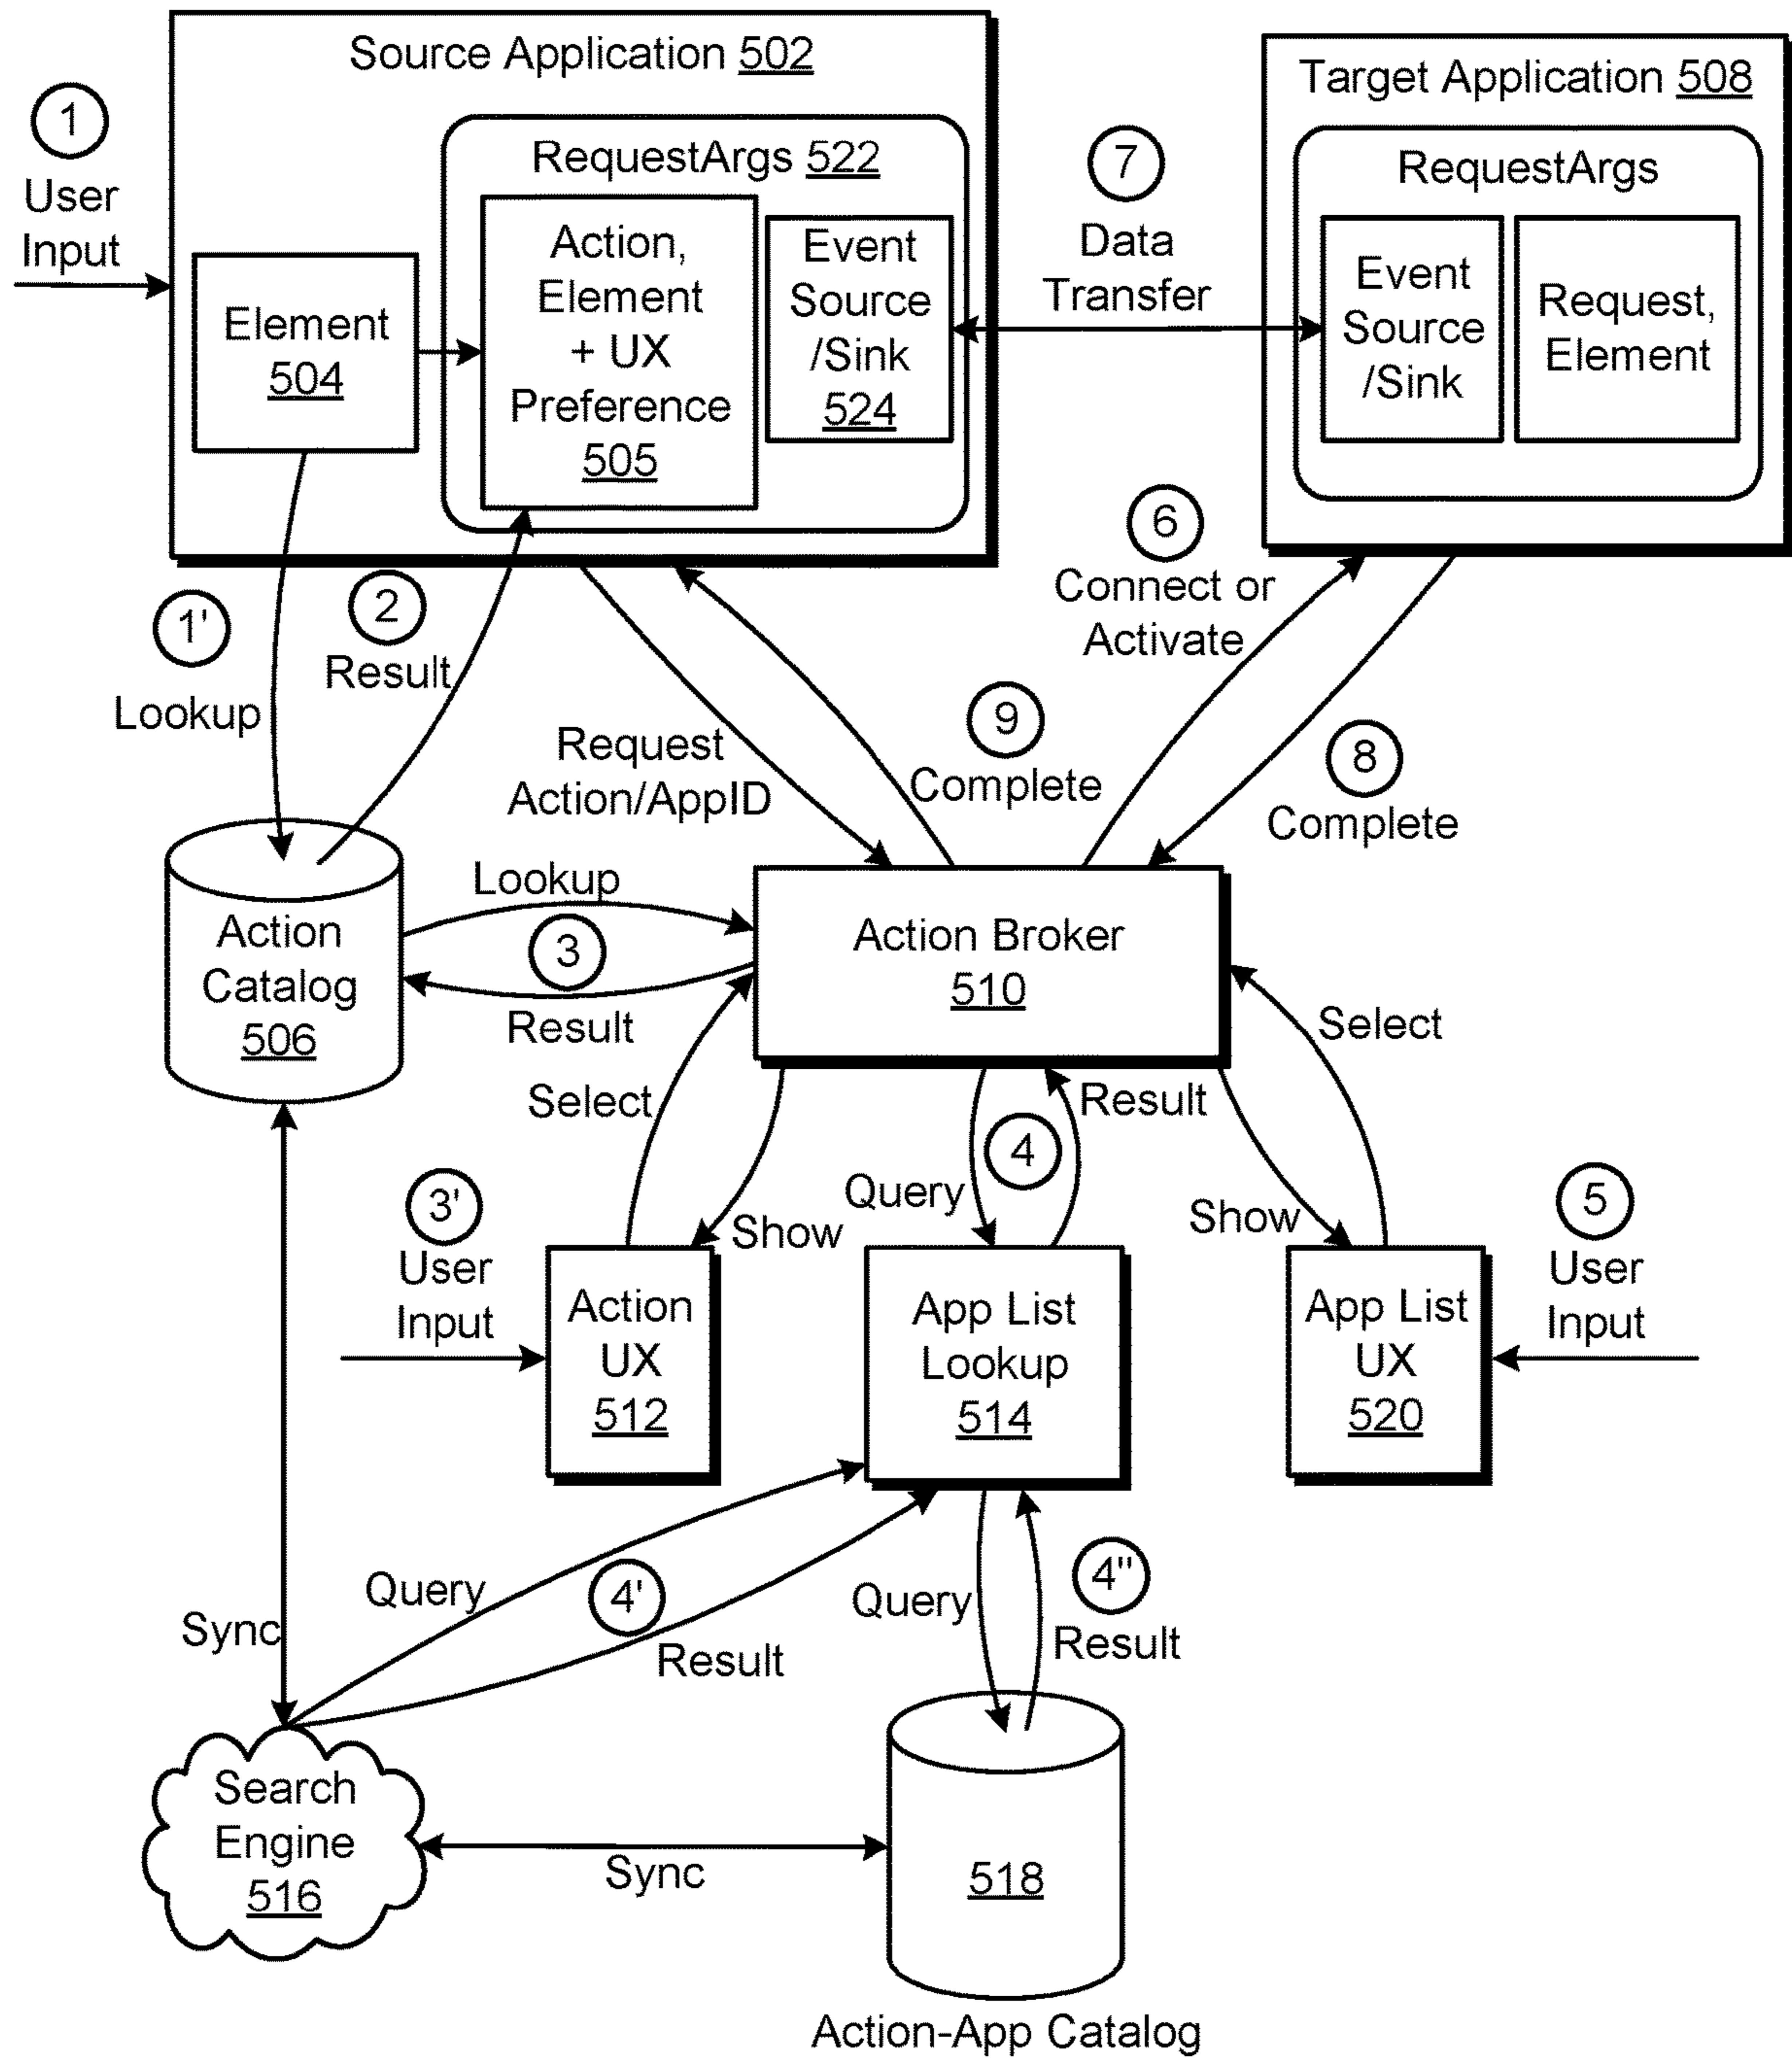 Source Application 502
1
User
Input
RequestArgs 522
Element
504
Action,
Element
+ UX
Preference
505
Event
Source
/Sink
524
7
Data
Transfer
Target Application 508
RequestArgs
Event
Source
/Sink
Request,
Element
1'
Lookup
2
Result
Request
Action/AppID
9
Complete
6
Connect or
Activate
8
Complete
Action
Catalog
506
Lookup
3
Result
Action Broker
510
Select
Show
3'
User
Input
Action
UX
512
Query
4
Result
App List
Lookup
514
Select
Show
5
User
Input
App List
UX
520
Sync
Query
4'
Result
Query
4"
Result
Search
Engine
516
Sync
518
Action-App Catalog